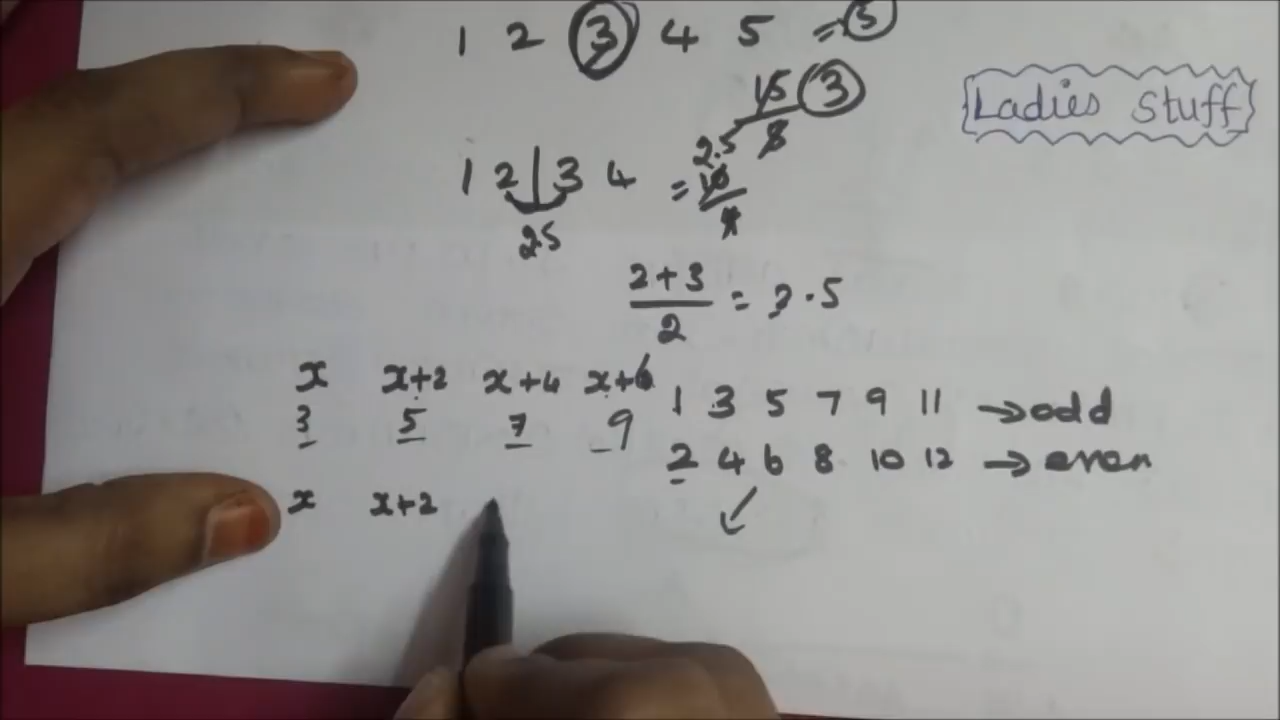 1 2 3 4 5 = 3
15/5 3
Ladies Stuff
1 2 | 3 4 = 10/4 2.5
2.5
2+3/2 = 2.5
x x+2 x+4 x+6
3 5 7 9
1 3 5 7 9 11 → odd
2 4 6 8 10 12 → even
x x+2